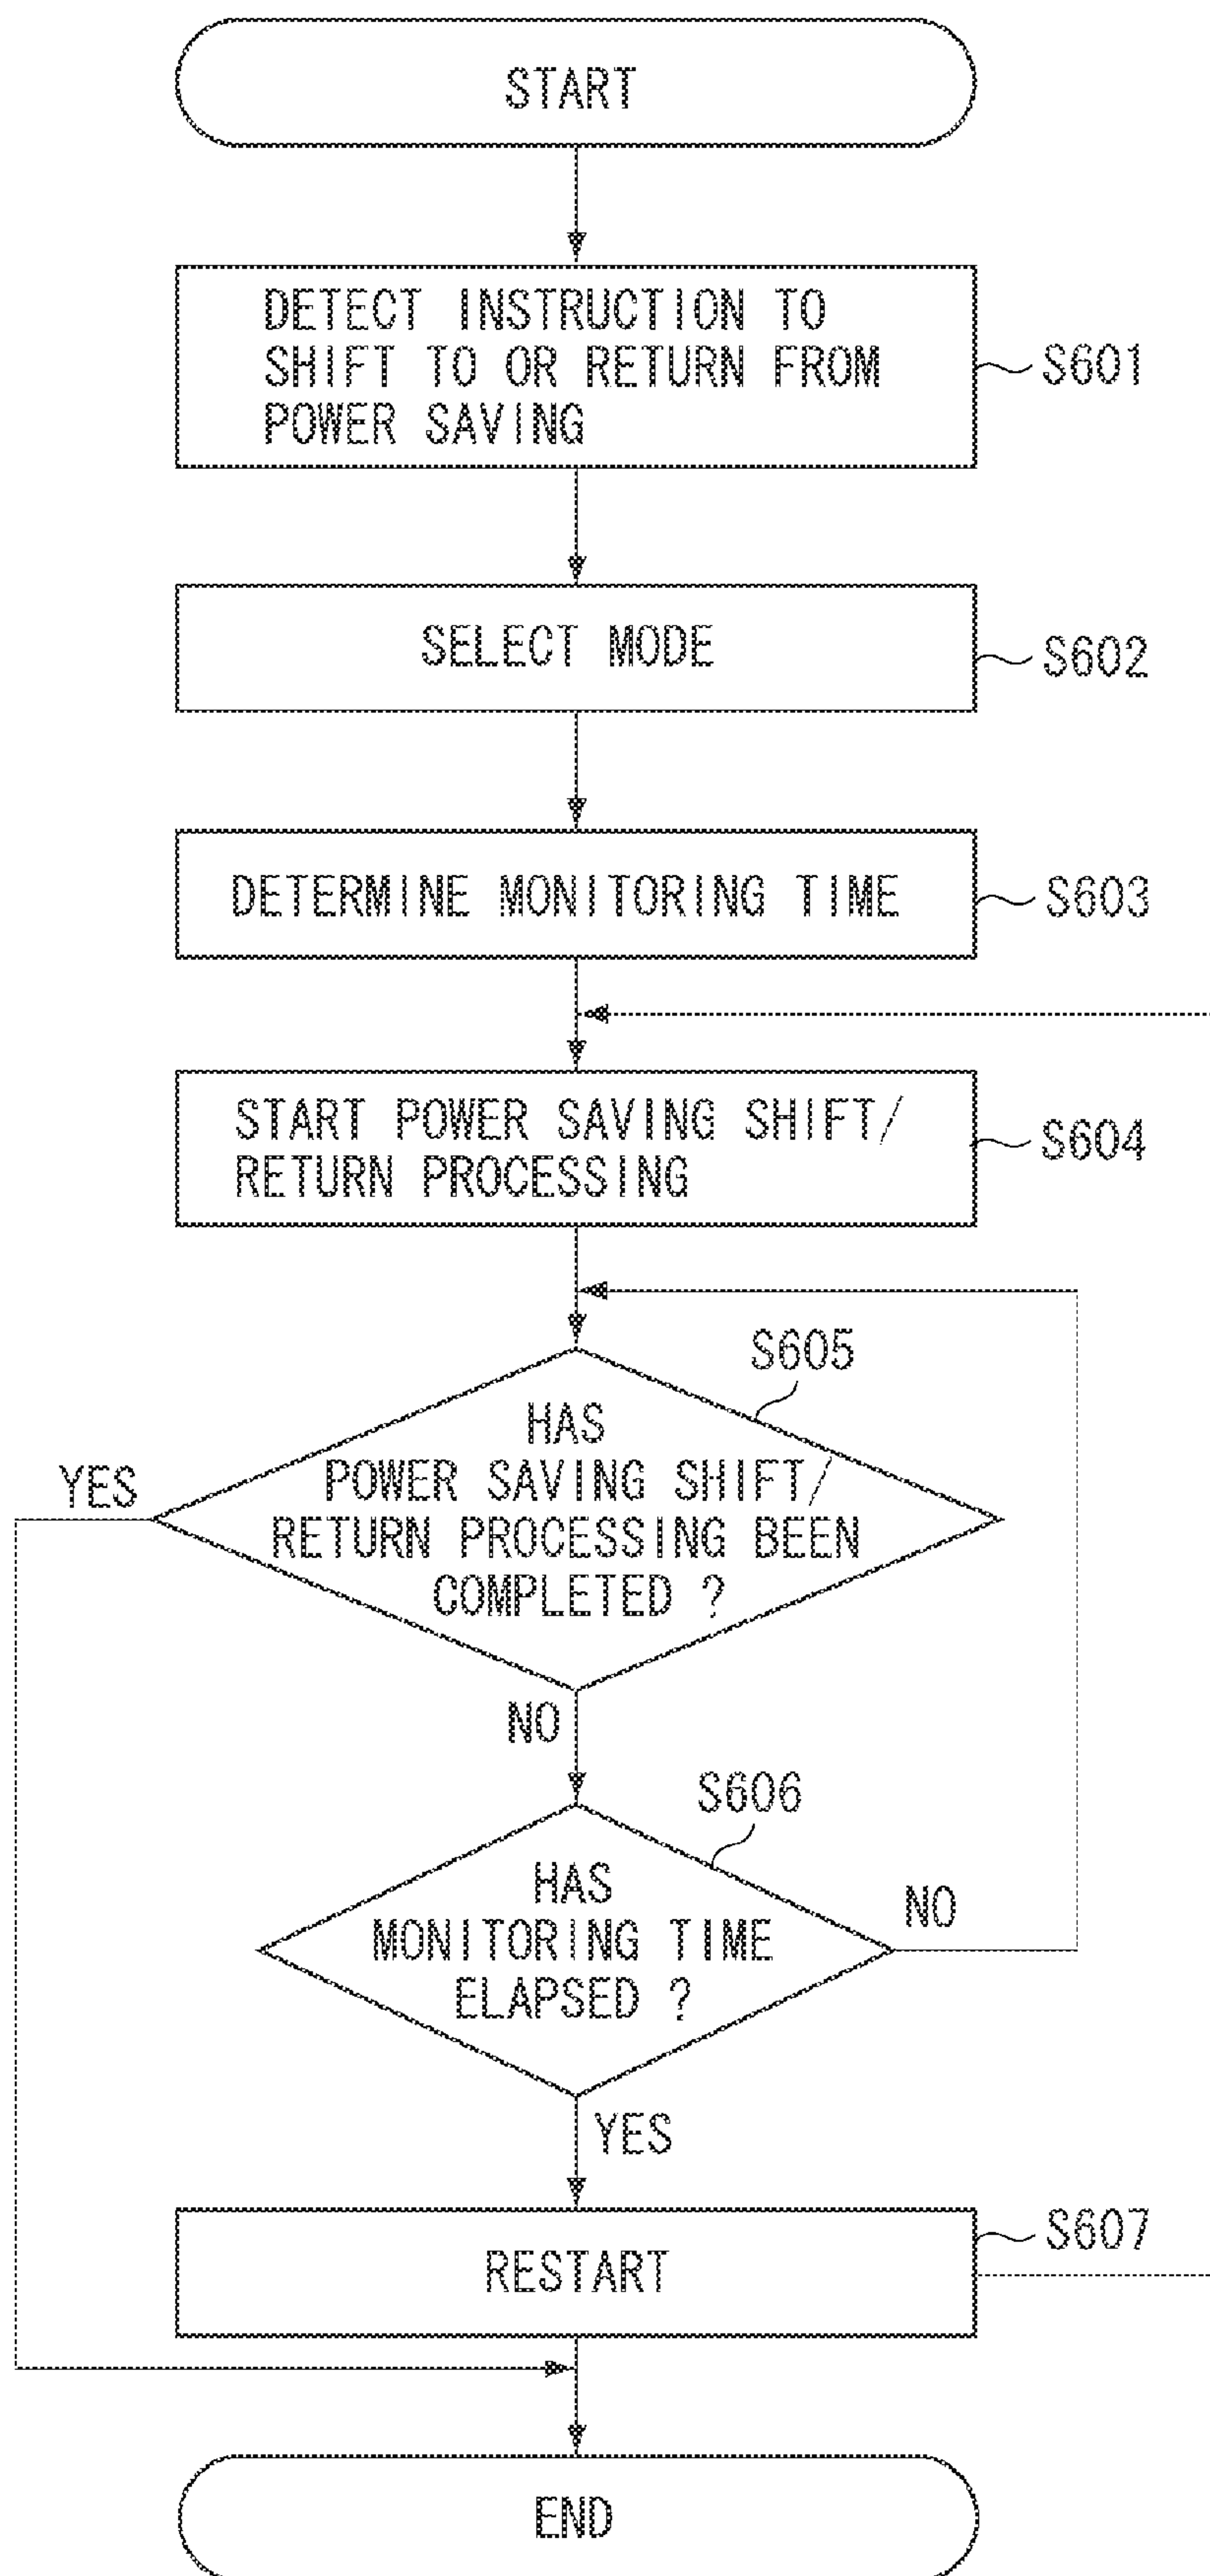 START
DETECT INSTRUCTION TO
SHIFT TO OR RETURN FROM
POWER SAVING
S601
SELECT MODE
S602
DETERMINE MONITORING TIME
S603
START POWER SAVING SHIFT/
RETURN PROCESSING
S604
S605
HAS
POWER SAVING SHIFT/
RETURN PROCESSING BEEN
COMPLETED ?
YES
NO
S606
HAS
MONITORING TIME
ELAPSED ?
NO
YES
RESTART
S607
END